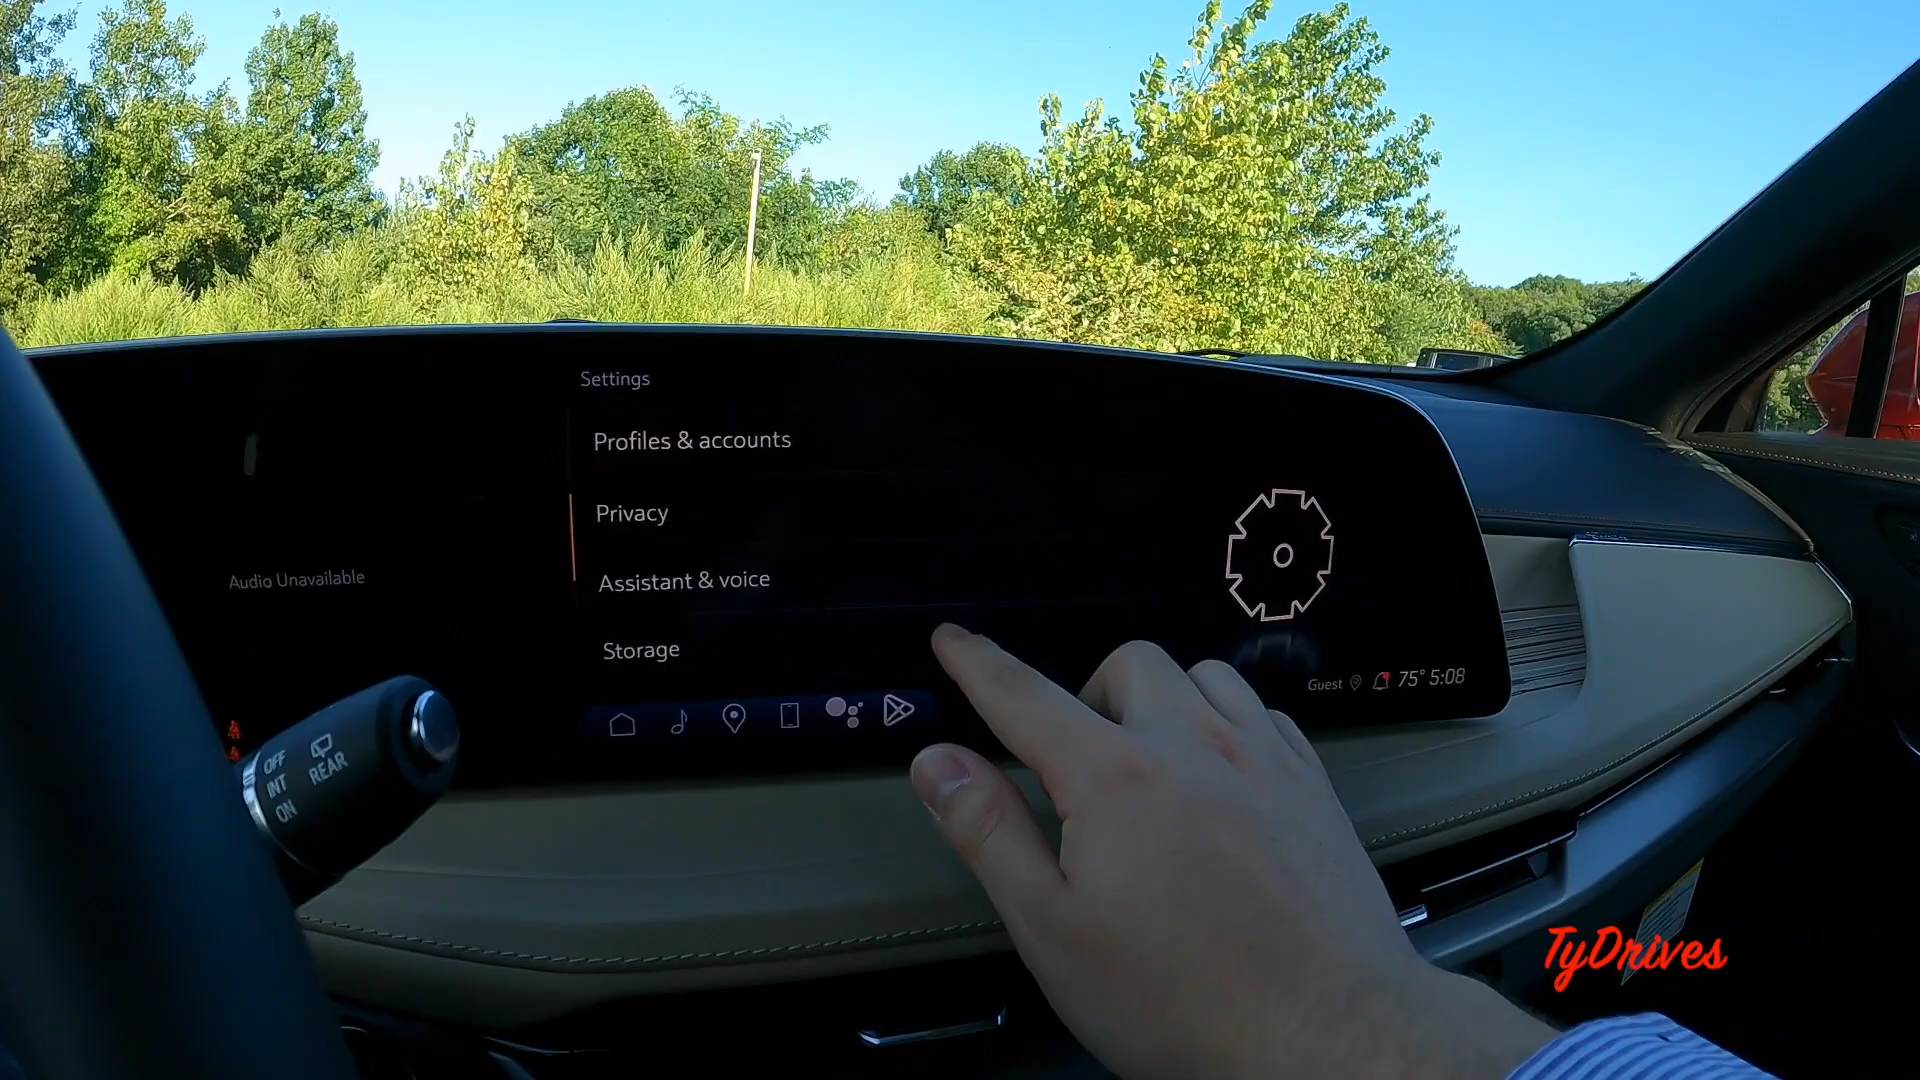 Settings
Profiles & accounts
Privacy
Assistant & voice
Storage
Audio Unavailable
Guest 75° 5:08
OFF
INT
ON
REAR
TyDrives